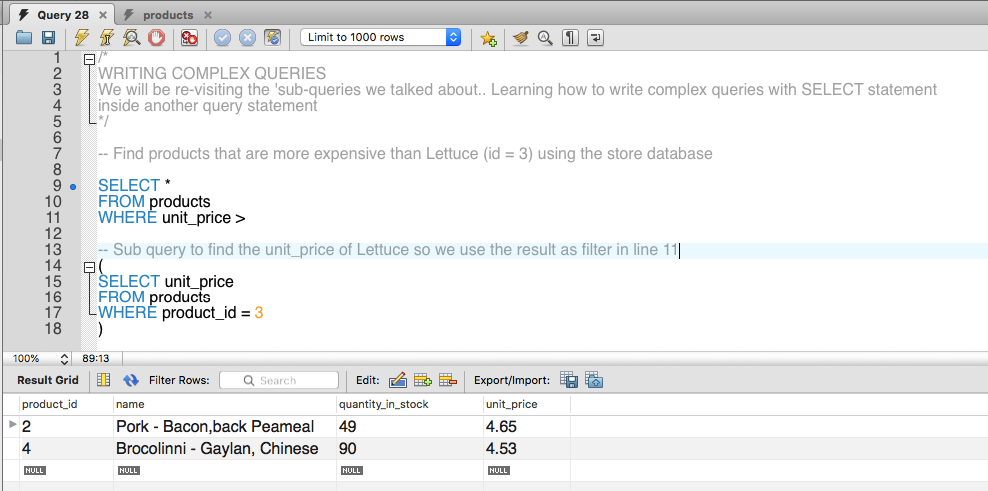 Query 28 products
Limit to 1000 rows
1 /*
2 WRITING COMPLEX QUERIES
3 We will be re-visiting the 'sub-queries we talked about.. Learning how to write complex queries with SELECT statement
4 inside another query statement
5 */
6
7 -- Find products that are more expensive than Lettuce (id = 3) using the store database
8
9 SELECT *
10 FROM products
11 WHERE unit_price >
12
13 -- Sub query to find the unit_price of Lettuce so we use the result as filter in line 11
14 (
15 SELECT unit_price
16 FROM products
17 WHERE product_id = 3
18 )
100% 89:13
Result Grid Filter Rows: Search Edit: Export/Import:
product_id name quantity_in_stock unit_price
2 Pork - Bacon,back Peameal 49 4.65
4 Brocolinni - Gaylan, Chinese 90 4.53
NULL NULL NULL NULL